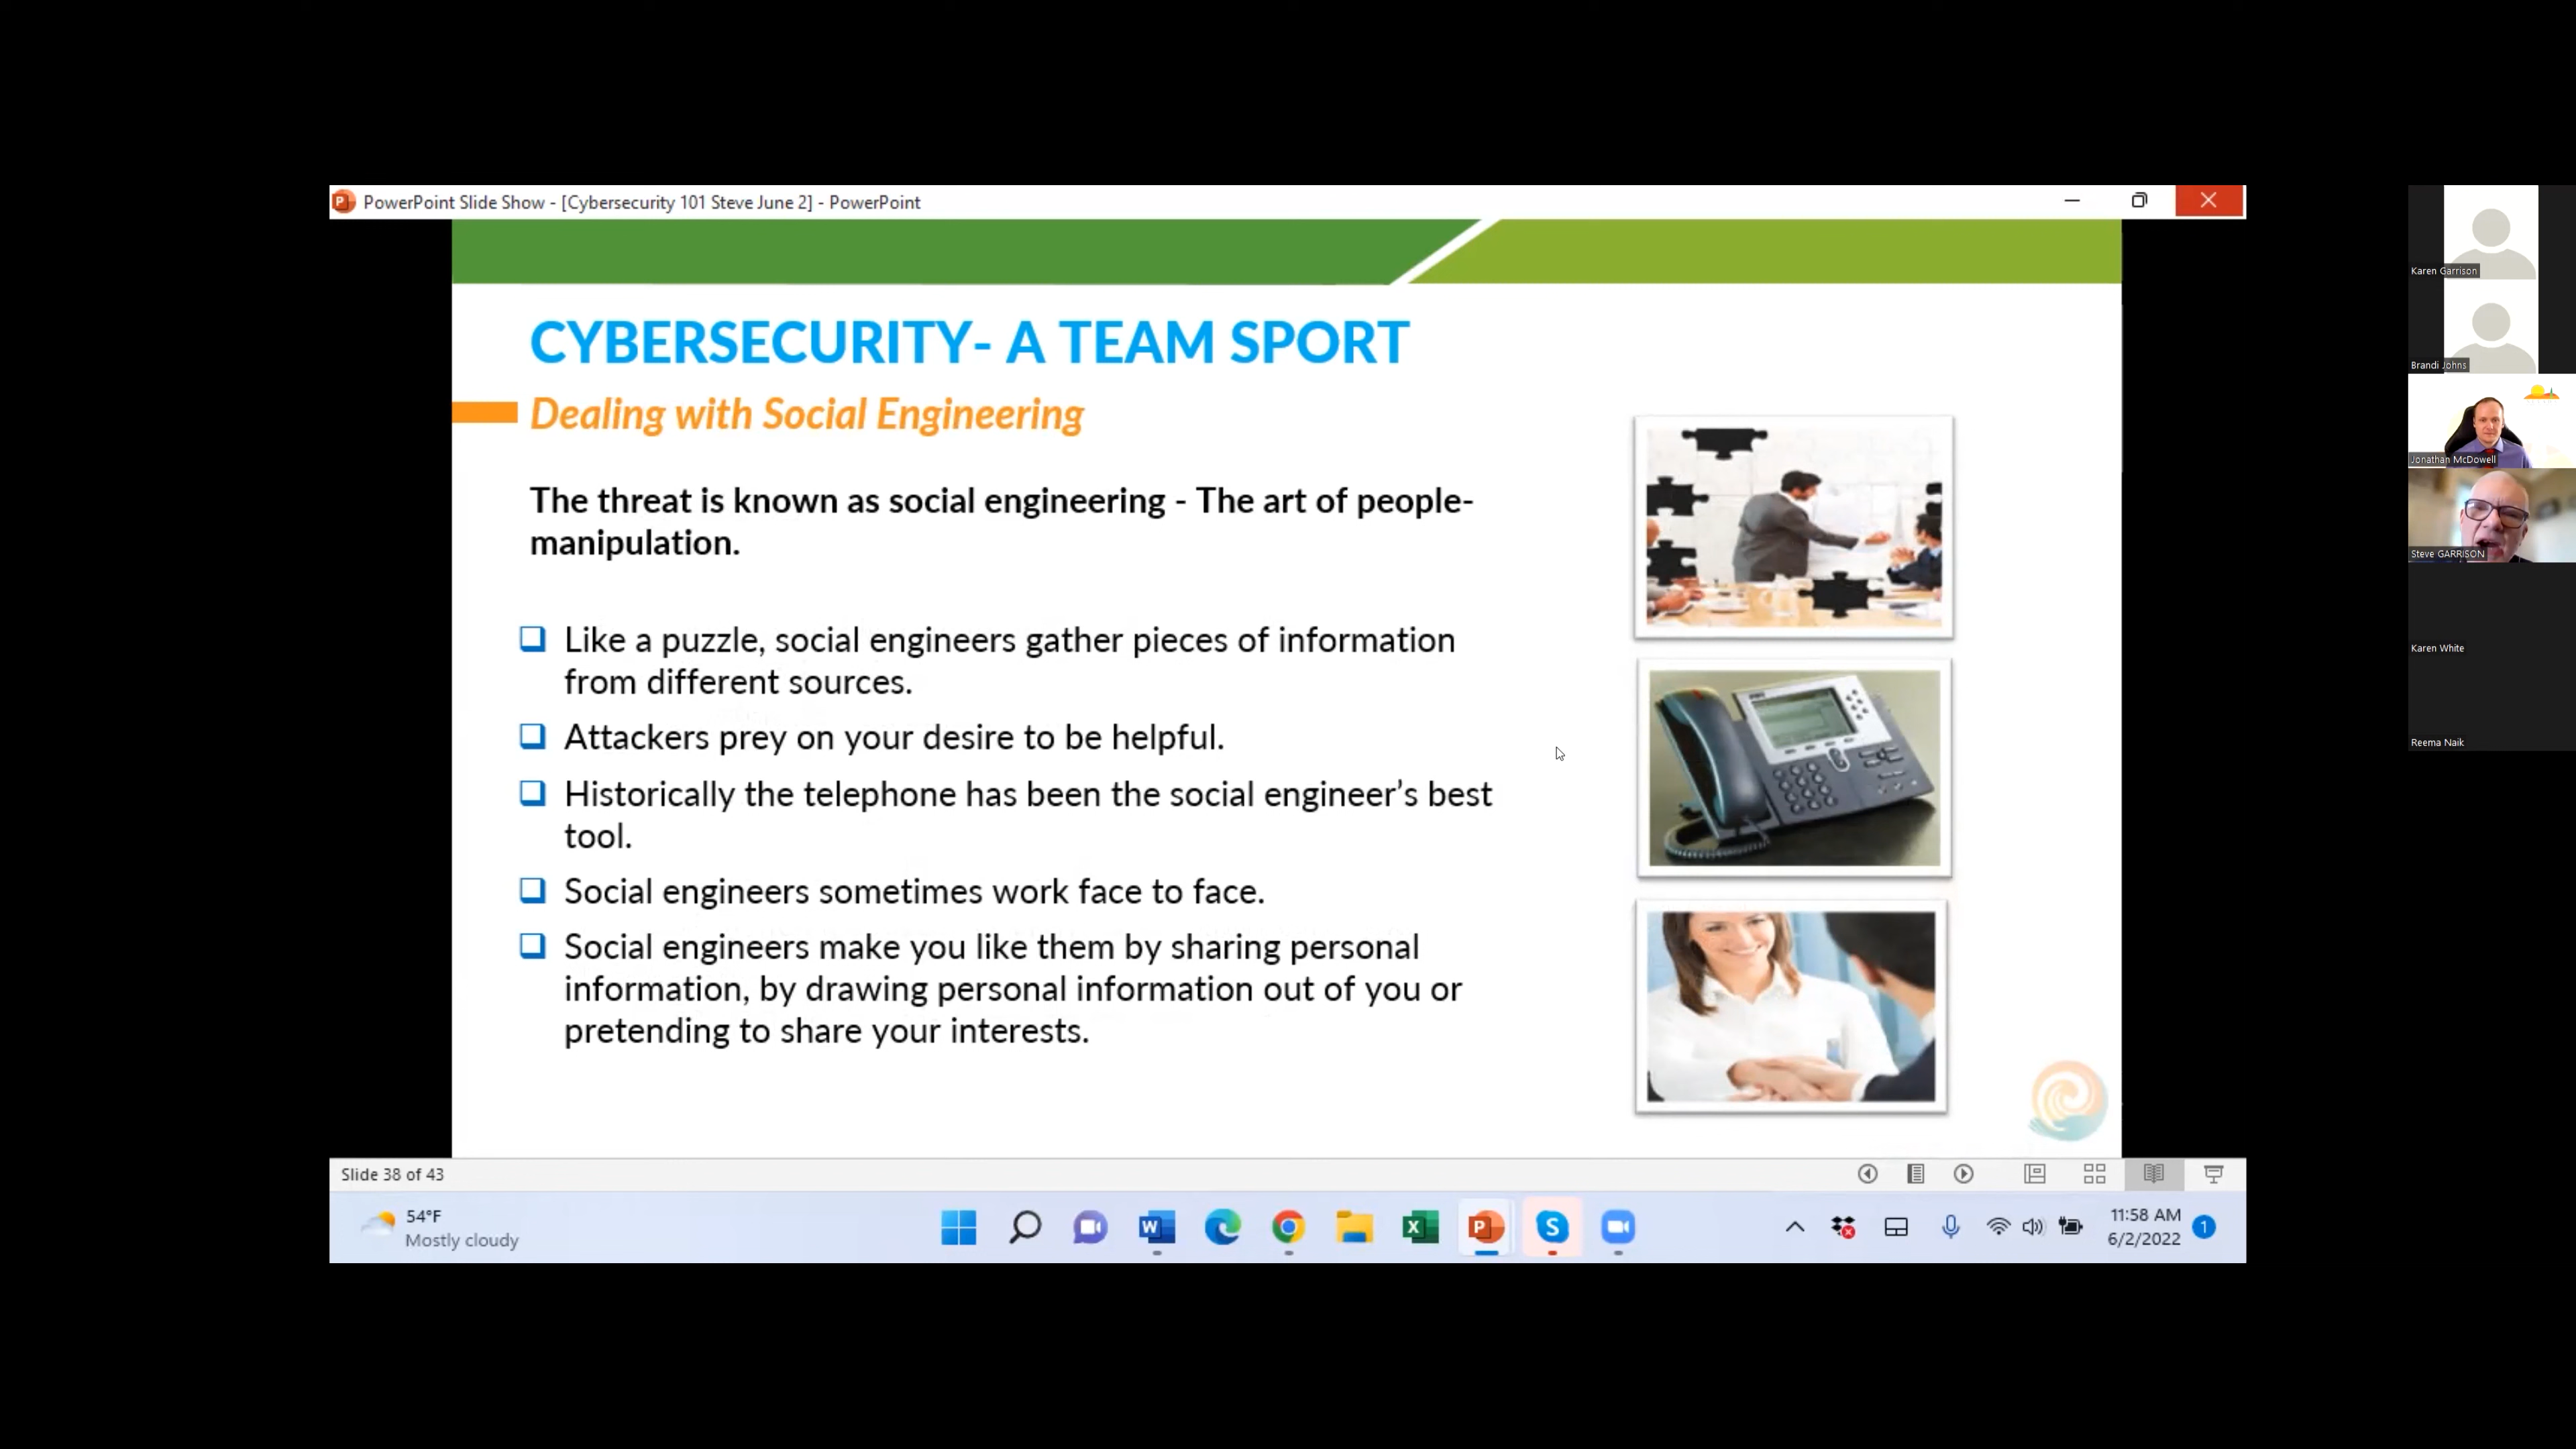 PowerPoint Slide Show - [Cybersecurity 101 Steve June 2] - PowerPoint
CYBERSECURITY- A TEAM SPORT
Dealing with Social Engineering
The threat is known as social engineering - The art of people-
manipulation.
Like a puzzle, social engineers gather pieces of information
from different sources.
Attackers prey on your desire to be helpful.
Historically the telephone has been the social engineer’s best
tool.
Social engineers sometimes work face to face.
Social engineers make you like them by sharing personal
information, by drawing personal information out of you or
pretending to share your interests.
Slide 38 of 43
54°F
Mostly cloudy
11:58 AM
6/2/2022
1
Karen Garrison
Brandi Johns
Jonathan McDowell
Steve GARRISON
Karen White
Reema Naik